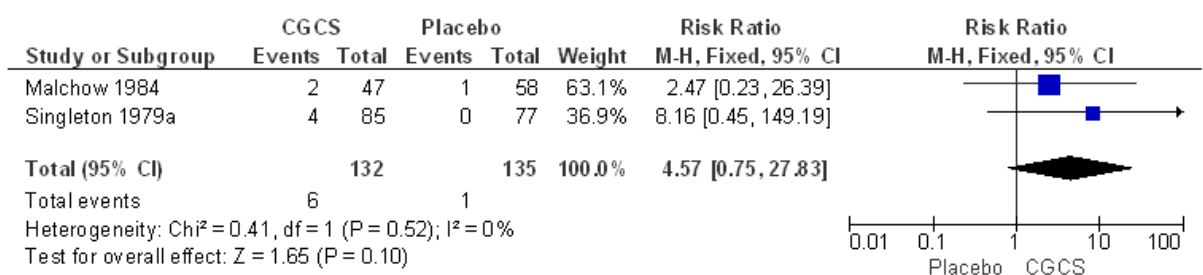 CGCS Placebo Risk Ratio Risk Ratio
Study or Subgroup Events Total Events Total Weight M-H, Fixed, 95% CI M-H, Fixed, 95% CI
Malchow 1984 2 47 1 58 63.1% 2.47 [0.23, 26.39]
Singleton 1979a 4 85 0 77 36.9% 8.16 [0.45, 149.19]
Total (95% CI) 132 135 100.0% 4.57 [0.75, 27.83]
Total events 6 1
Heterogeneity: Chi² = 0.41, df = 1 (P = 0.52); I² = 0%
Test for overall effect: Z = 1.65 (P = 0.10)
0.01 0.1 1 10 100
Placebo CGCS